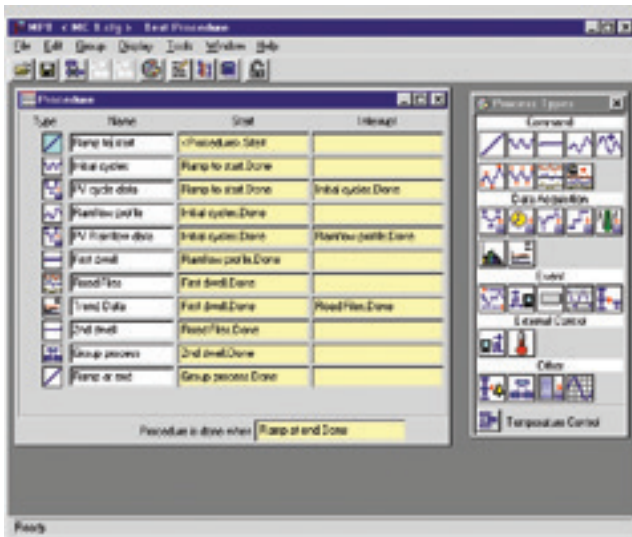 MPT < MC 8.cfg > - Test Procedure
File Edit Group Display Tools Window Help
Procedure
Type Name Start Interrupt
Ramp to start <Procedure>.Start
Initial cycles Ramp to start.Done
PV cycle data Ramp to start.Done Initial cycles.Done
Rainflow profile Initial cycles.Done
PV Rainflow data Initial cycles.Done Rainflow profile.Done
First dwell Rainflow profile.Done
Road Files First dwell.Done
Trend Data First dwell.Done Road Files.Done
2nd dwell Road Files.Done
Group process 2nd dwell.Done
Ramp at end Group process.Done
Procedure is done when Ramp at end.Done
Process Types
Command
Data Acquisition
Event
External Control
Other
Temperature Control
Ready